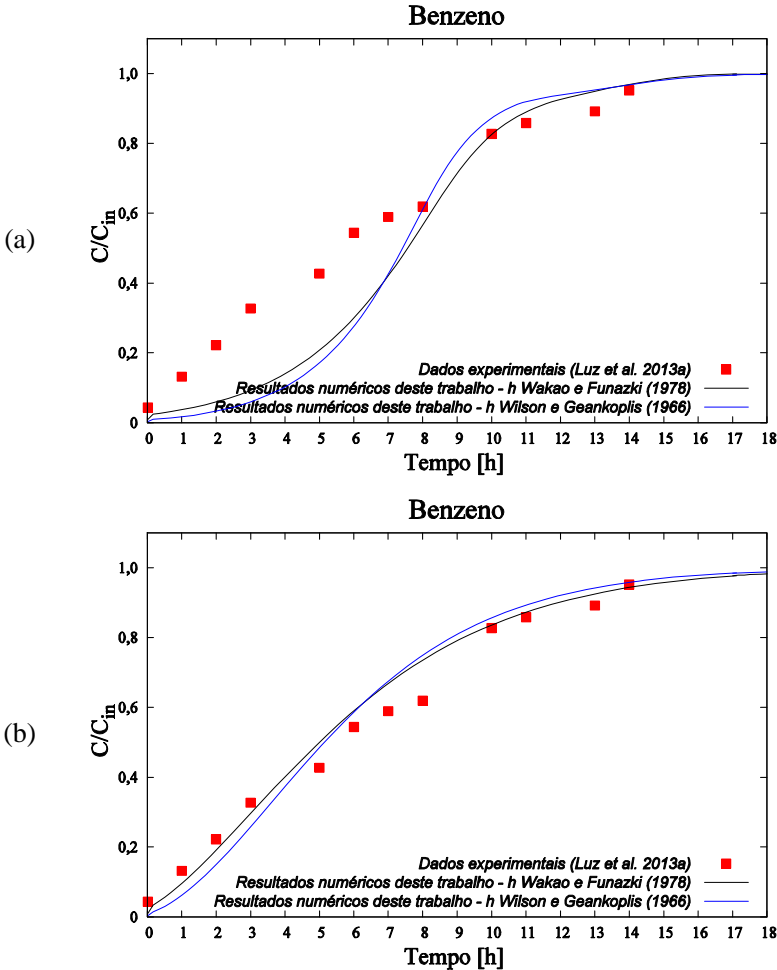 Benzeno
(a)
C/C_in
1,0
0,8
0,6
0,4
0,2
0
Dados experimentais (Luz et al. 2013a)
Resultados numéricos deste trabalho - h Wakao e Funazki (1978)
Resultados numéricos deste trabalho - h Wilson e Geankoplis (1966)
0 1 2 3 4 5 6 7 8 9 10 11 12 13 14 15 16 17 18
Tempo [h]
Benzeno
(b)
C/C_in
1,0
0,8
0,6
0,4
0,2
0
Dados experimentais (Luz et al. 2013a)
Resultados numéricos deste trabalho - h Wakao e Funazki (1978)
Resultados numéricos deste trabalho - h Wilson e Geankoplis (1966)
0 1 2 3 4 5 6 7 8 9 10 11 12 13 14 15 16 17 18
Tempo [h]